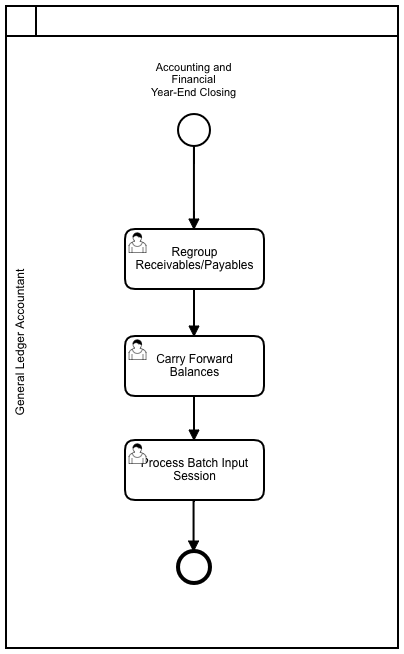 Accounting and
Financial
Year-End Closing
General Ledger Accountant
Regroup
Receivables/Payables
Carry Forward
Balances
Process Batch Input
Session